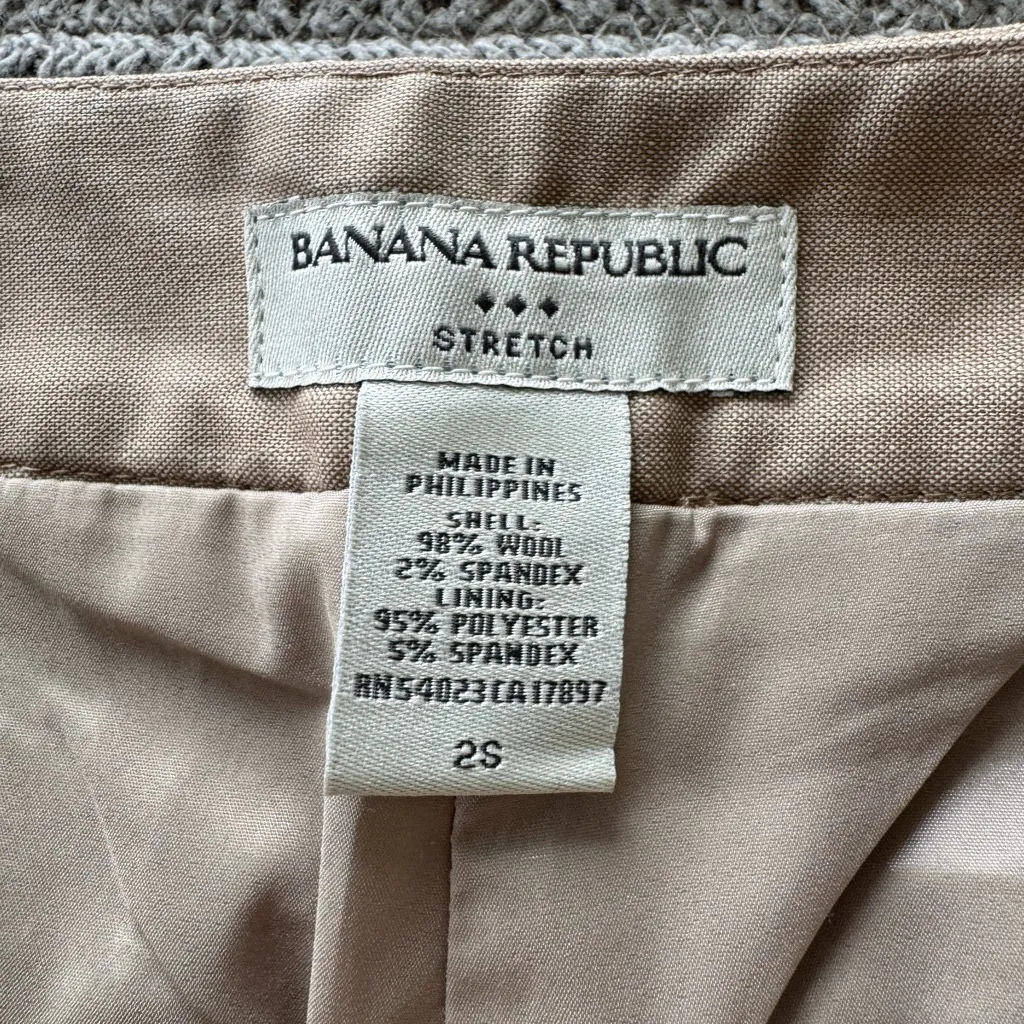 BANANA REPUBLIC
STRETCH
MADE IN
PHILIPPINES
SHELL:
98% WOOL
2% SPANDEX
LINING:
95% POLYESTER
5% SPANDEX
RN54023CA17897
2S